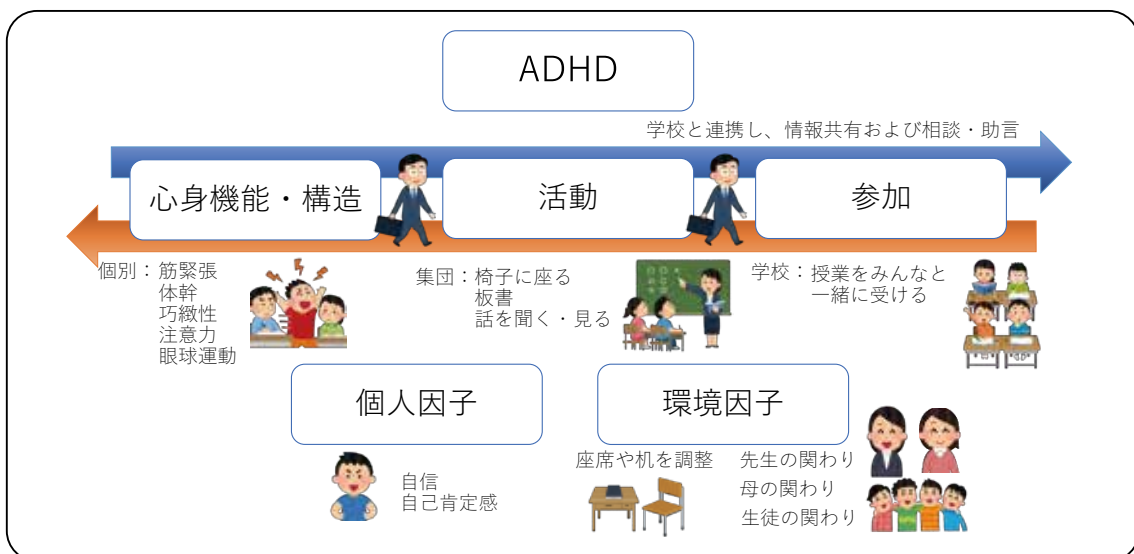 ADHD
学校と連携し、情報共有および相談・助言
心身機能・構造
活動
参加
個別：筋緊張
体幹
巧緻性
注意力
眼球運動
集団：椅子に座る
板書
話を聞く・見る
学校：授業をみんなと
一緒に受ける
個人因子
環境因子
自信
自己肯定感
座席や机を調整
先生の関わり
母の関わり
生徒の関わり